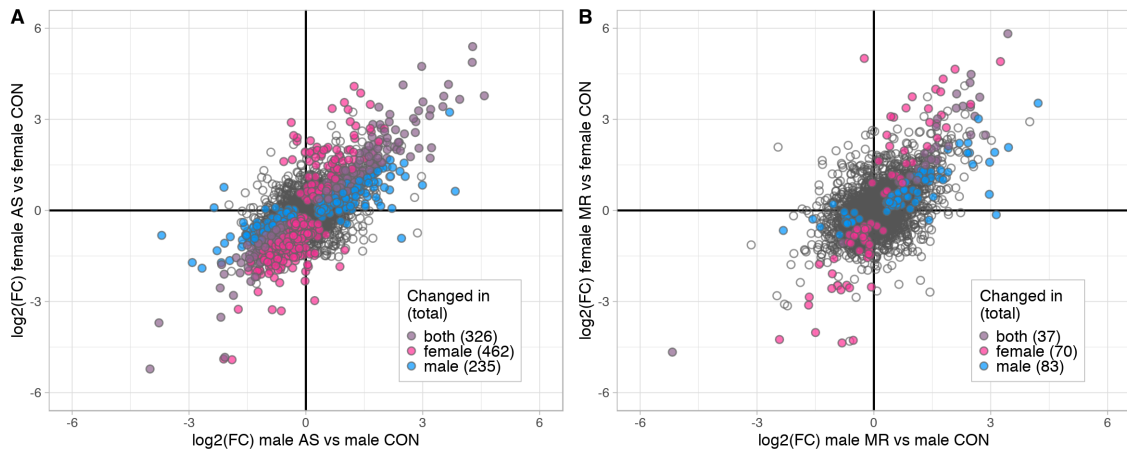 A
6
3
0
-3
-6
log2(FC) female AS vs female CON
-6
-3
0
3
6
log2(FC) male AS vs male CON
Changed in
(total)
both (326)
female (462)
male (235)
B
6
3
0
-3
-6
log2(FC) female MR vs female CON
-6
-3
0
3
6
log2(FC) male MR vs male CON
Changed in
(total)
both (37)
female (70)
male (83)